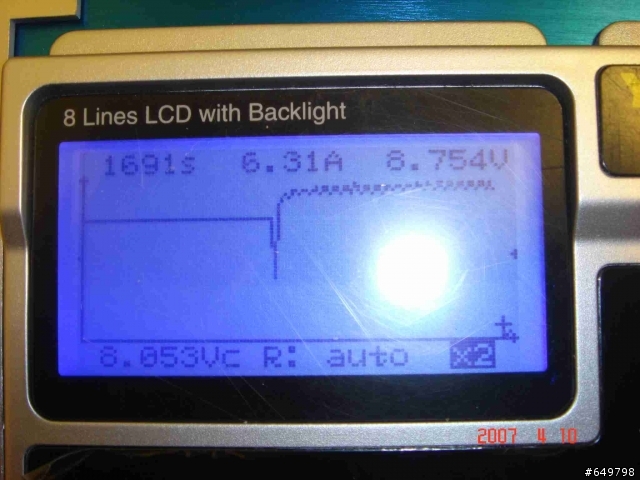 8 Lines LCD with Backlight
1691s 6.31A 8.754V
8.053Vc R: auto x2
2007 4 10
#649798